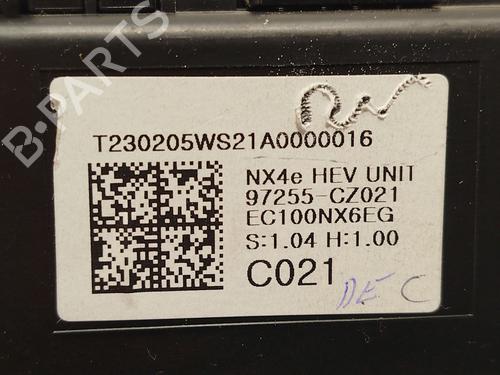 B-PARTS
T230205WS21A0000016
NX4e HEV UNIT
97255-CZ021
EC100NX6EG
S:1.04 H:1.00
C021
DE C